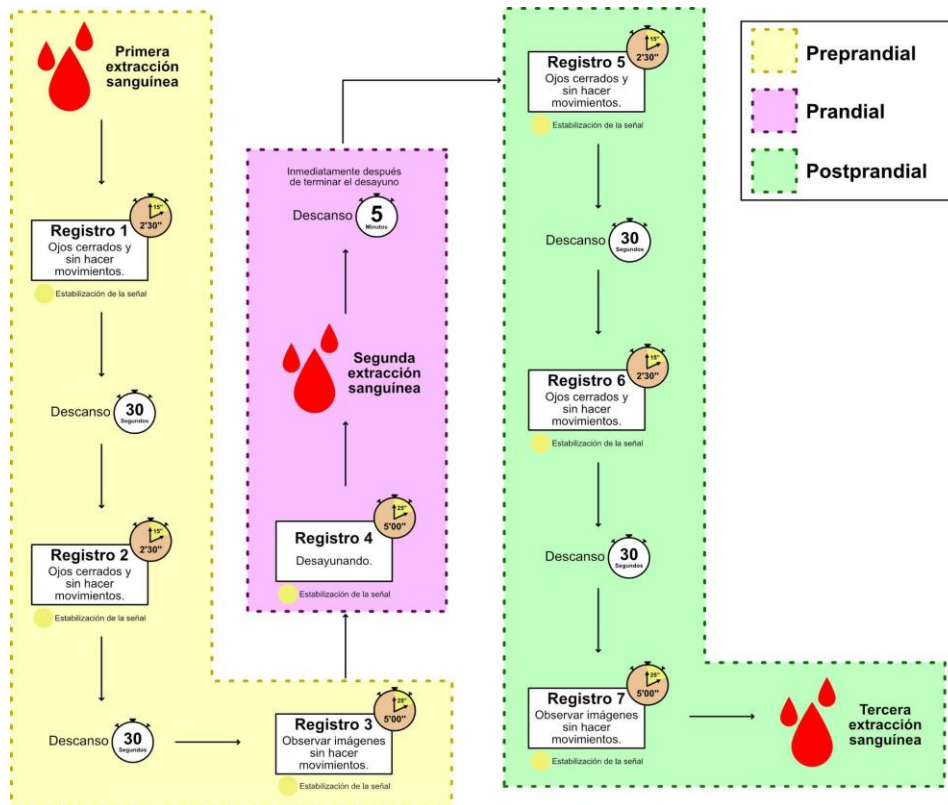 Primera
extracción
sanguínea
15"
2'30"
Registro 1
Ojos cerrados y
sin hacer
movimientos.
Estabilización de la señal
Descanso
30
Segundos
15"
2'30"
Registro 2
Ojos cerrados y
sin hacer
movimientos.
Estabilización de la señal
Descanso
30
Segundos
25"
5'00"
Registro 3
Observar imágenes
sin hacer
movimientos.
Estabilización de la señal
25"
5'00"
Registro 4
Desayunando.
Estabilización de la señal
Segunda
extracción
sanguínea
Inmediatamente después
de terminar el desayuno
Descanso
5
Minutos
15"
2'30"
Registro 5
Ojos cerrados y
sin hacer
movimientos.
Estabilización de la señal
Descanso
30
Segundos
15"
2'30"
Registro 6
Ojos cerrados y
sin hacer
movimientos.
Estabilización de la señal
Descanso
30
Segundos
25"
5'00"
Registro 7
Observar imágenes
sin hacer
movimientos.
Estabilización de la señal
Tercera
extracción
sanguínea
Preprandial
Prandial
Postprandial